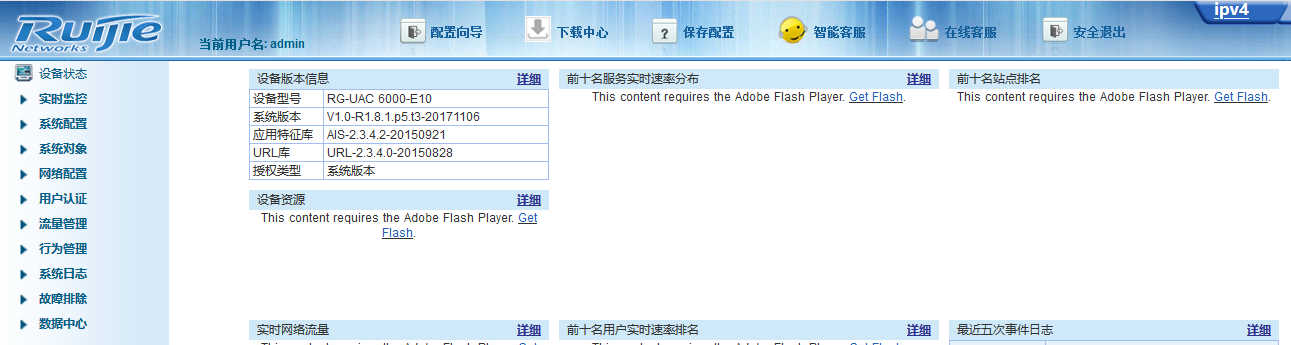 ipv4
RUIJIE
Networks
当前用户名: admin
配置向导
下载中心
保存配置
智能客服
在线客服
安全退出
设备状态
实时监控
系统配置
系统对象
网络配置
用户认证
流量管理
行为管理
系统日志
故障排除
数据中心
设备版本信息 详细
设备型号 RG-UAC 6000-E10
系统版本 V1.0-R1.8.1.p5.t3-20171106
应用特征库 AIS-2.3.4.2-20150921
URL库 URL-2.3.4.0-20150828
授权类型 系统版本
设备资源 详细
This content requires the Adobe Flash Player. Get
Flash.
实时网络流量 详细
前十名服务实时速率分布 详细
This content requires the Adobe Flash Player. Get Flash.
前十名用户实时速率排名 详细
前十名站点排名 详细
This content requires the Adobe Flash Player. Get Flash.
最近五次事件日志 详细